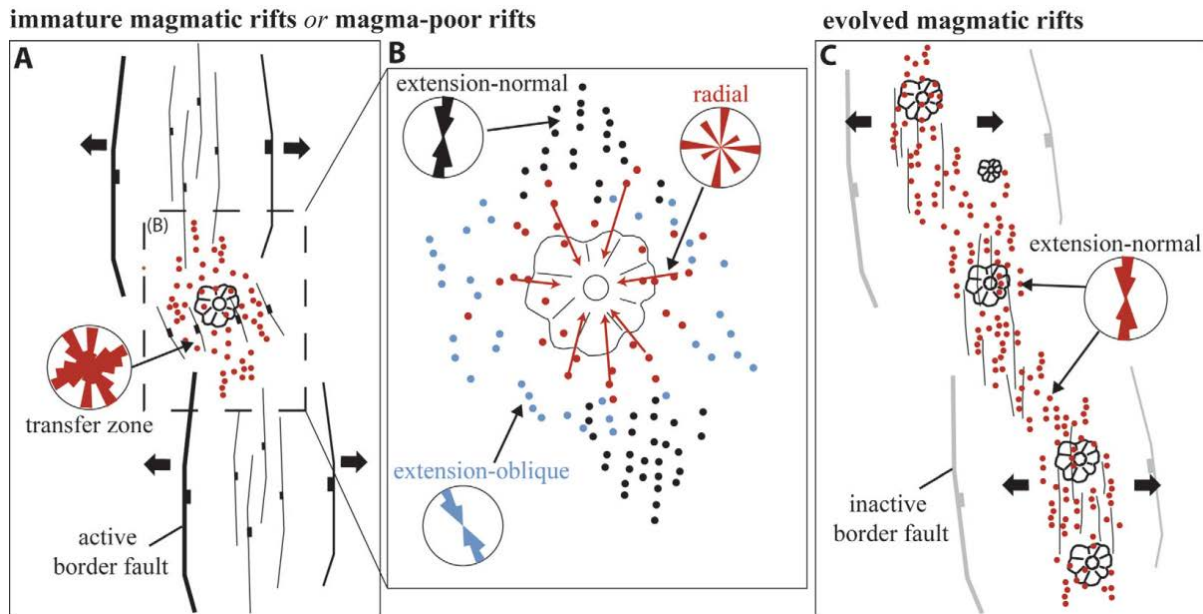 immature magmatic rifts or magma-poor rifts
evolved magmatic rifts
A
(B)
transfer zone
active
border fault
B
extension-normal
radial
extension-oblique
C
extension-normal
inactive
border fault